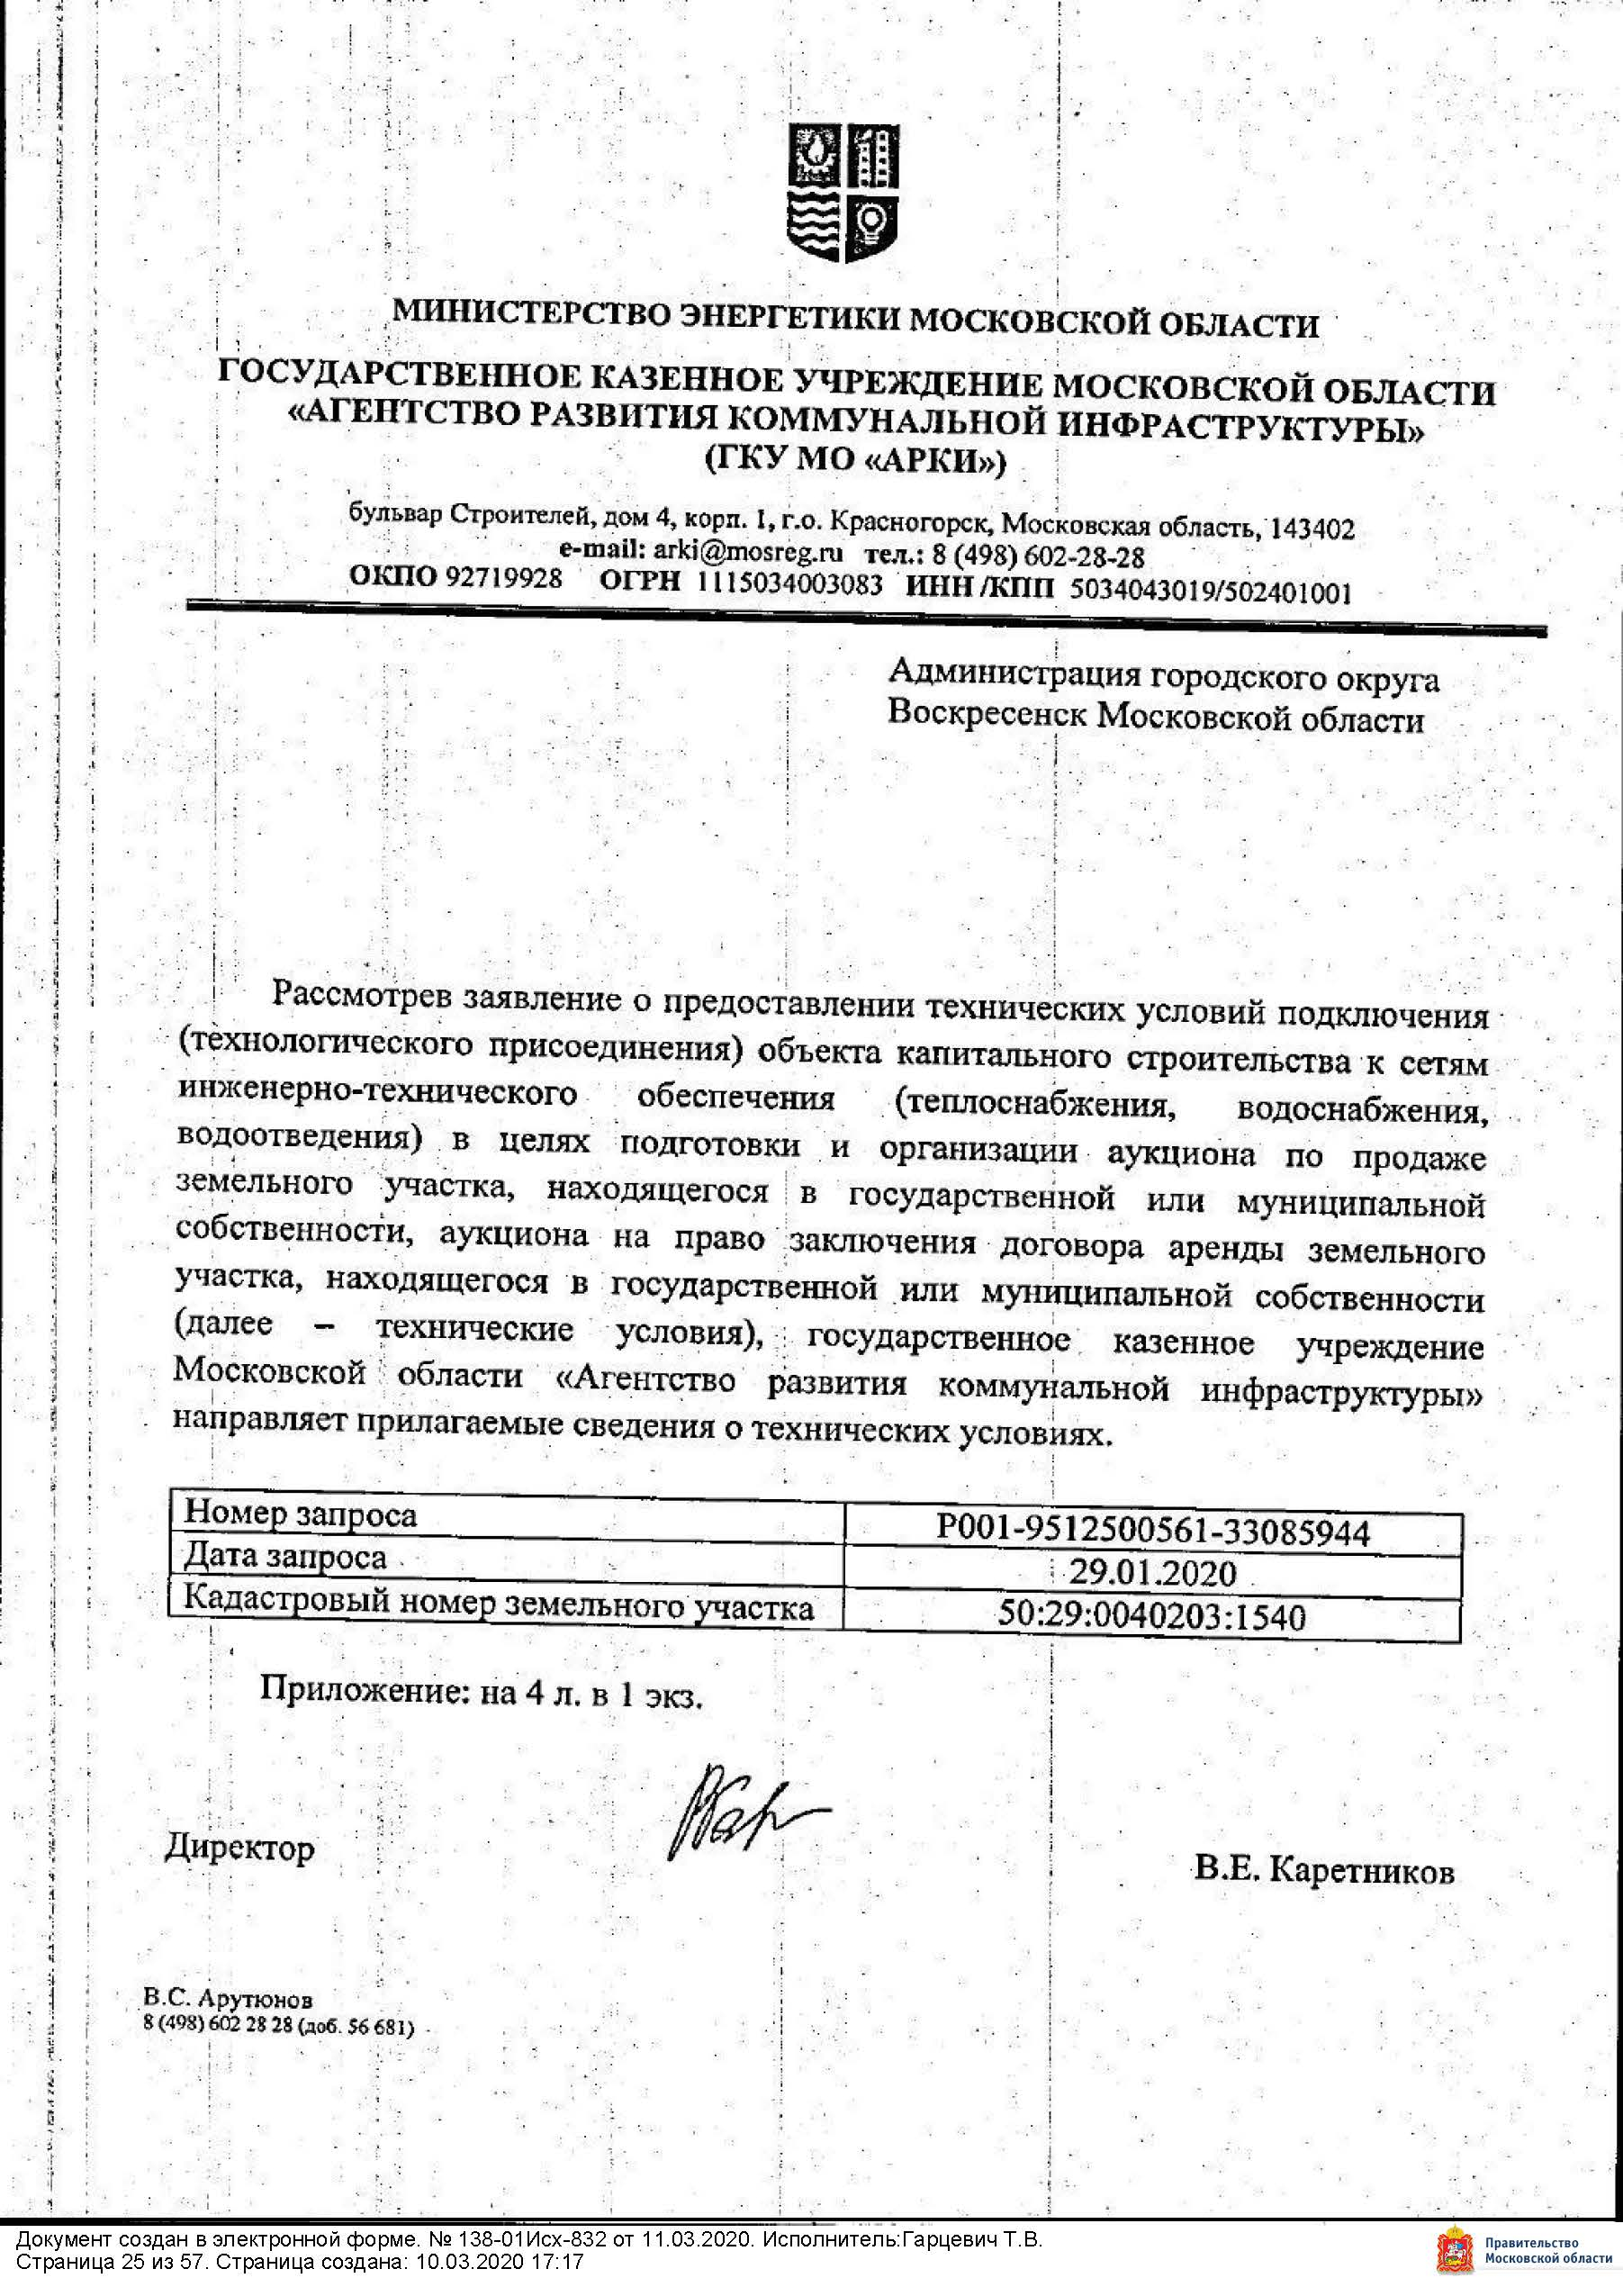 МИНИСТЕРСТВО ЭНЕРГЕТИКИ МОСКОВСКОЙ ОБЛАСТИ
ГОСУДАРСТВЕННОЕ КАЗЕННОЕ УЧРЕЖДЕНИЕ МОСКОВСКОЙ ОБЛАСТИ
«АГЕНТСТВО РАЗВИТИЯ КОММУНАЛЬНОЙ ИНФРАСТРУКТУРЫ»
(ГКУ МО «АРКИ»)
бульвар Строителей, дом 4, корп. 1, г.о. Красногорск, Московская область, 143402
e-mail: arki@mosreg.ru тел.: 8 (498) 602-28-28
ОКПО 92719928 ОГРН 1115034003083 ИНН /КПП 5034043019/502401001
Администрация городского округа
Воскресенск Московской области
Рассмотрев заявление о предоставлении технических условий подключения
(технологического присоединения) объекта капитального строительства к сетям
инженерно-технического обеспечения (теплоснабжения, водоснабжения,
водоотведения) в целях подготовки и организации аукциона по продаже
земельного участка, находящегося в государственной или муниципальной
собственности, аукциона на право заключения договора аренды земельного
участка, находящегося в государственной или муниципальной собственности
(далее – технические условия), государственное казенное учреждение
Московской области «Агентство развития коммунальной инфраструктуры»
направляет прилагаемые сведения о технических условиях.
Номер запроса P001-9512500561-33085944
Дата запроса 29.01.2020
Кадастровый номер земельного участка 50:29:0040203:1540
Приложение: на 4 л. в 1 экз.
Директор В.Е. Каретников
В.С. Арутюнов
8 (498) 602 28 28 (доб. 56 681)
Документ создан в электронной форме. № 138-01Исх-832 от 11.03.2020. Исполнитель:Гарцевич Т.В.
Страница 25 из 57. Страница создана: 10.03.2020 17:17
Правительство
Московской области